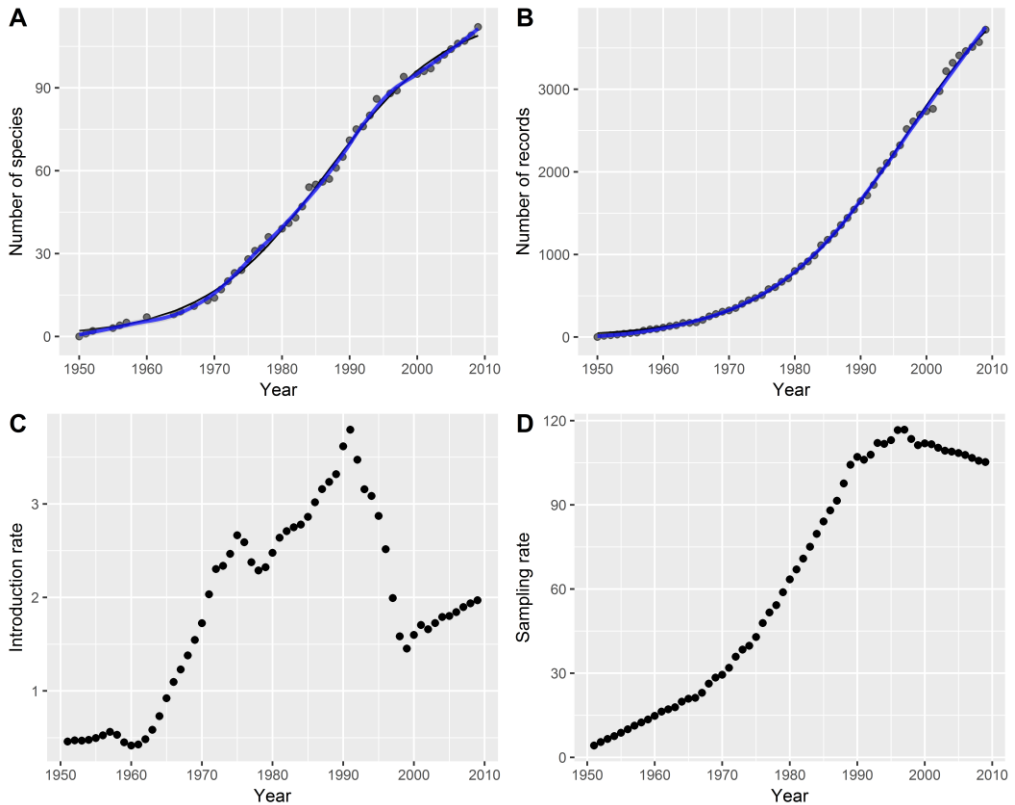 A
Number of species
90
60
30
0
1950 1960 1970 1980 1990 2000 2010
Year
B
Number of records
3000
2000
1000
0
1950 1960 1970 1980 1990 2000 2010
Year
C
Introduction rate
3
2
1
1950 1960 1970 1980 1990 2000 2010
Year
D
Sampling rate
120
90
60
30
0
1950 1960 1970 1980 1990 2000 2010
Year